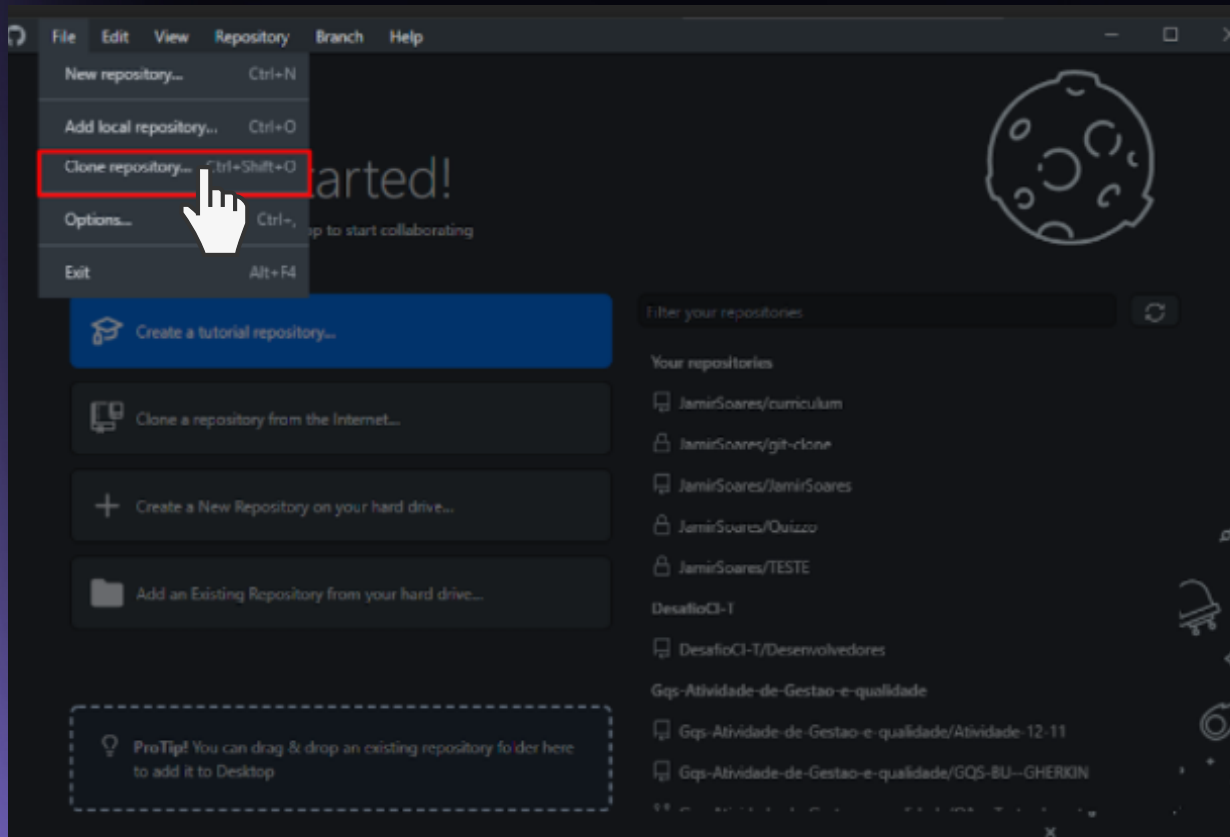 File Edit View Repository Branch Help
New repository... Ctrl+N
Add local repository... Ctrl+O
Clone repository... Ctrl+Shift+O
Options... Ctrl+,
Exit Alt+F4
arted!
op to start collaborating
Create a tutorial repository...
Clone a repository from the Internet...
Create a New Repository on your hard drive...
Add an Existing Repository from your hard drive...
ProTip! You can drag & drop an existing repository folder here
to add it to Desktop
Filter your repositories
Your repositories
JamirSoares/curriculum
JamirSoares/git-clone
JamirSoares/JamirSoares
JamirSoares/Quizzo
JamirSoares/TESTE
DesafioCI-T
DesafioCI-T/Desenvolvedores
Gqs-Atividade-de-Gestao-e-qualidade
Gqs-Atividade-de-Gestao-e-qualidade/Atividade-12-11
Gqs-Atividade-de-Gestao-e-qualidade/GQS-BU--GHERKIN